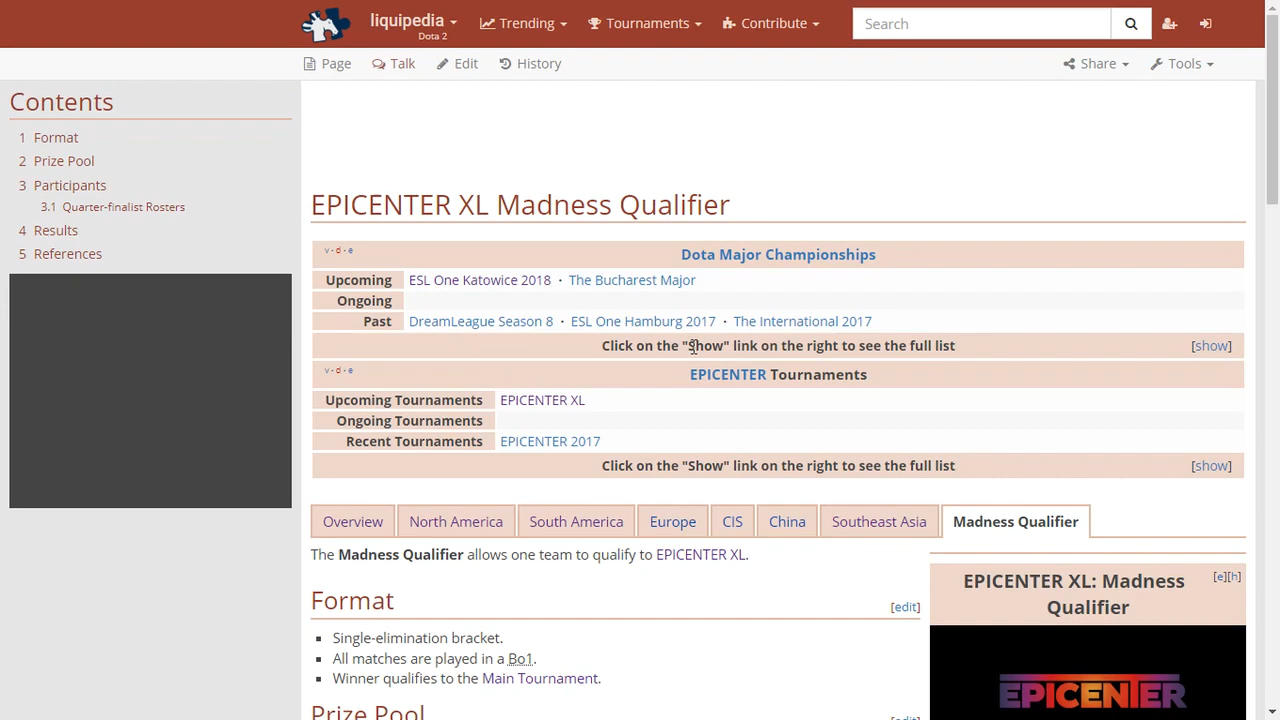 liquipedia
Dota 2
Trending
Tournaments
Contribute
Search
Page
Talk
Edit
History
Share
Tools
Contents
1 Format
2 Prize Pool
3 Participants
3.1 Quarter-finalist Rosters
4 Results
5 References
EPICENTER XL Madness Qualifier
v·d·e
Dota Major Championships
Upcoming ESL One Katowice 2018 · The Bucharest Major
Ongoing
Past DreamLeague Season 8 · ESL One Hamburg 2017 · The International 2017
Click on the "Show" link on the right to see the full list [show]
v·d·e
EPICENTER Tournaments
Upcoming Tournaments EPICENTER XL
Ongoing Tournaments
Recent Tournaments EPICENTER 2017
Click on the "Show" link on the right to see the full list [show]
Overview North America South America Europe CIS China Southeast Asia Madness Qualifier
The Madness Qualifier allows one team to qualify to EPICENTER XL.
Format [edit]
Single-elimination bracket.
All matches are played in a Bo1.
Winner qualifies to the Main Tournament.
Prize Pool [edit]
EPICENTER XL: Madness [e][h]
Qualifier
EPICENTER